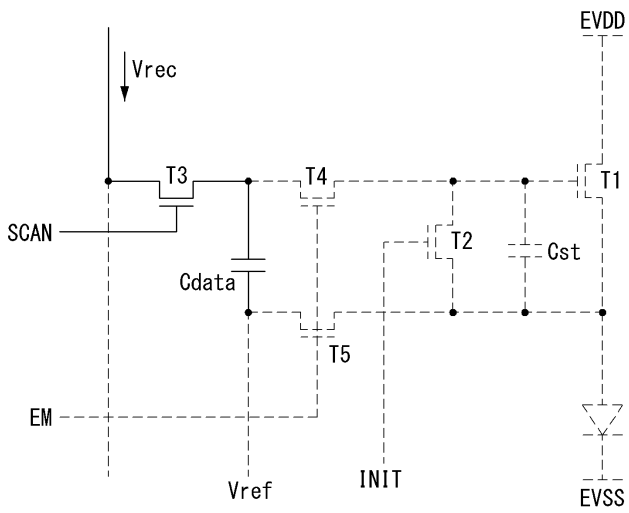 EVDD
Vrec
T3
T4
T1
SCAN
T2
Cst
Cdata
T5
EM
Vref
INIT
EVSS